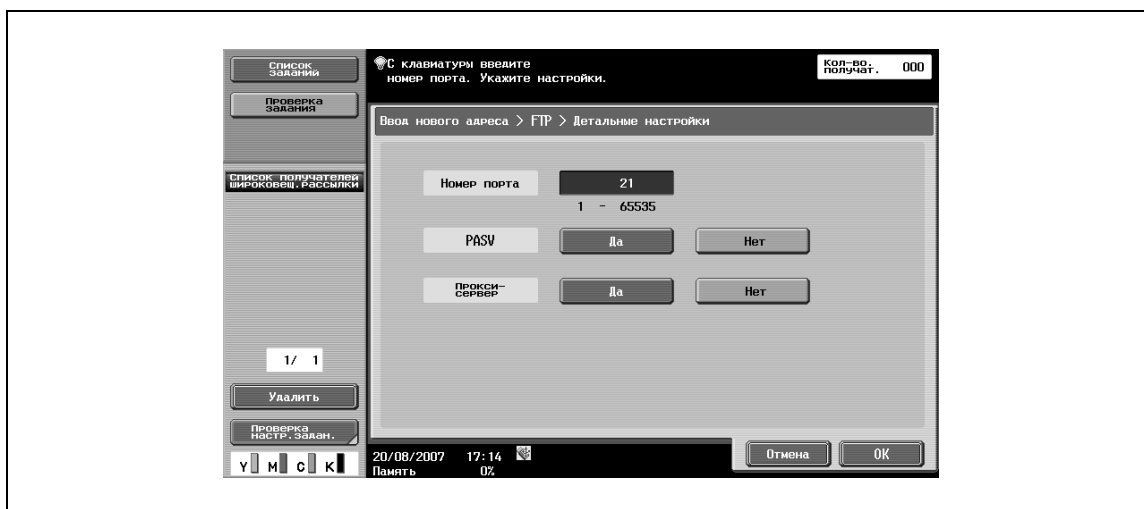 Список
заданий
Проверка
задания
Список получателей
широковещ.рассылки
1/ 1
Удалить
Проверка
настр.задан.
Y M C K
С клавиатуры введите
номер порта. Укажите настройки.
Кол-во.
получат. 000
Ввод нового адреса > FTP > Детальные настройки
Номер порта 21
1 - 65535
PASV Да Нет
Прокси-
сервер Да Нет
20/08/2007 17:14
Память 0%
Отмена OK